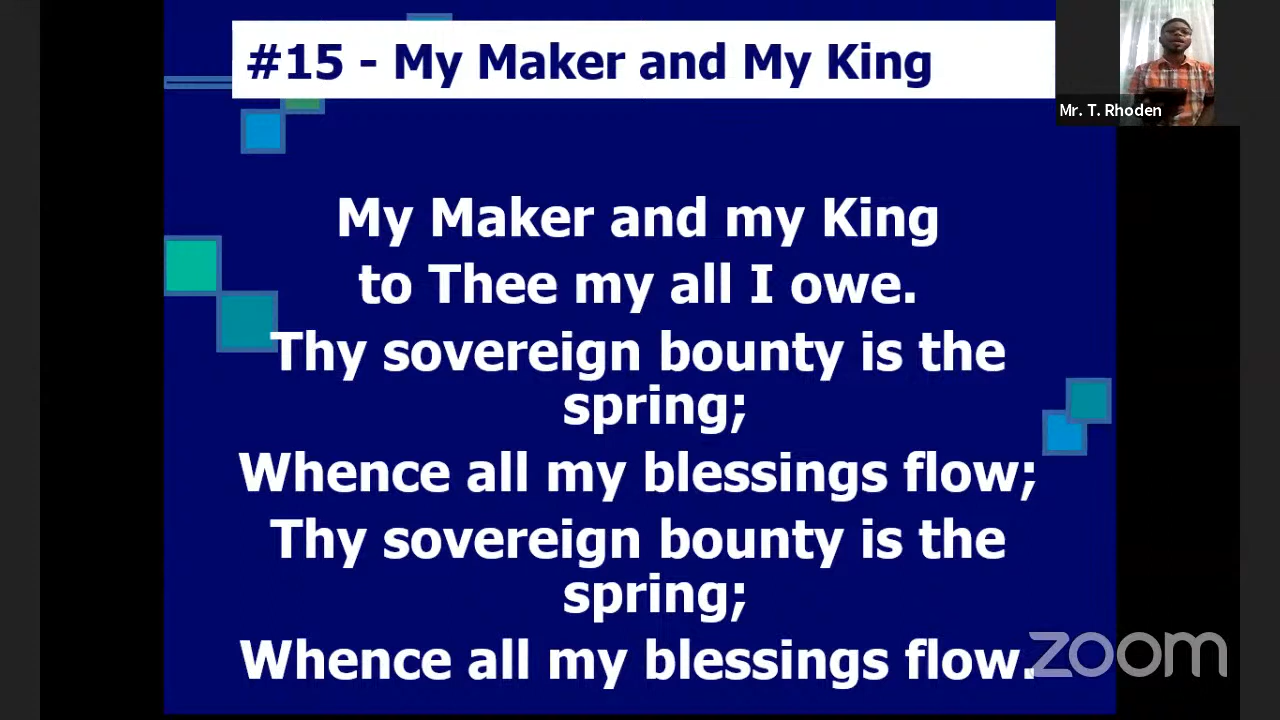 #15 - My Maker and My King
Mr. T. Rhoden
My Maker and my King
to Thee my all I owe.
Thy sovereign bounty is the
spring;
Whence all my blessings flow;
Thy sovereign bounty is the
spring;
Whence all my blessings flow.
zoom